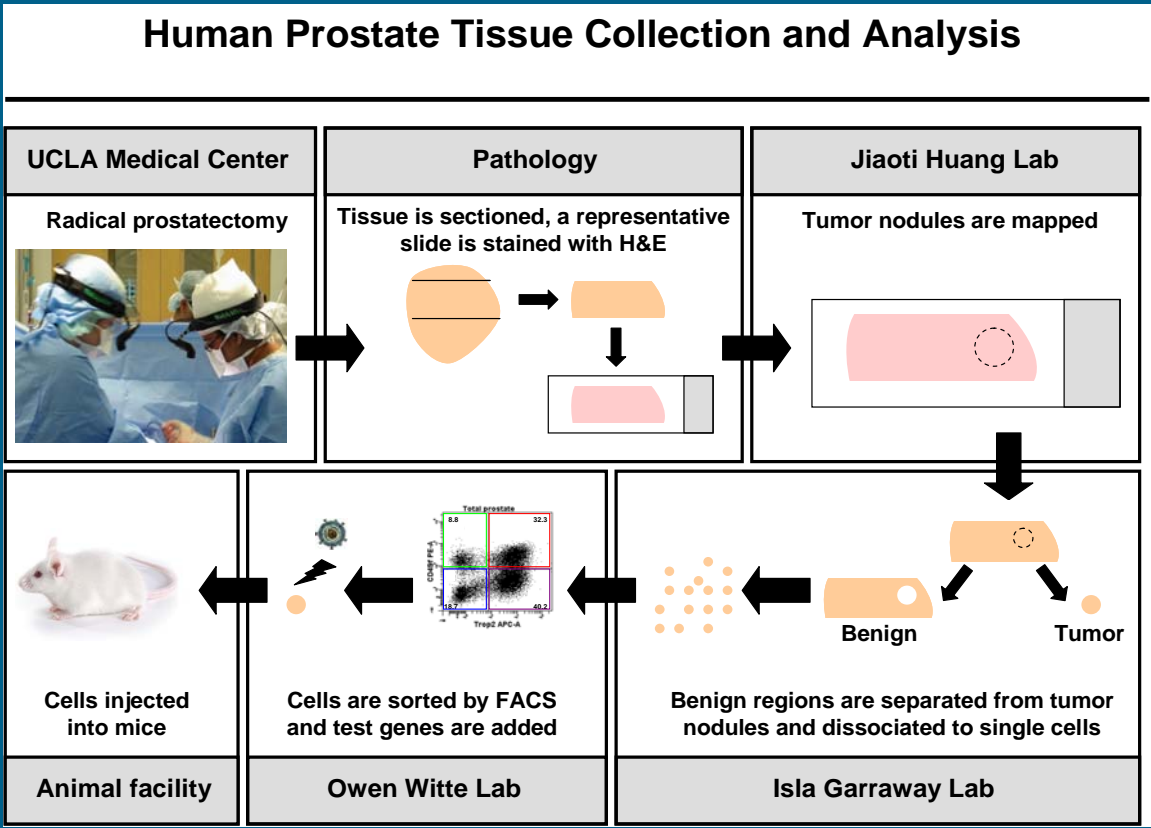 Human Prostate Tissue Collection and Analysis
UCLA Medical Center
Radical prostatectomy
Pathology
Tissue is sectioned, a representative
slide is stained with H&E
Jiaoti Huang Lab
Tumor nodules are mapped
Benign
Tumor
Benign regions are separated from tumor
nodules and dissociated to single cells
Isla Garraway Lab
Total prostate
8.8
32.3
18.7
40.2
CD49f PE-A
Trop2 APC-A
Cells are sorted by FACS
and test genes are added
Owen Witte Lab
Cells injected
into mice
Animal facility